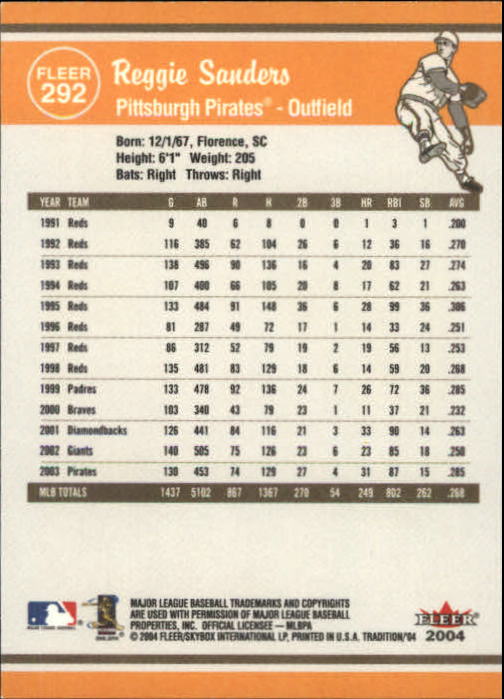 FLEER
292
Reggie Sanders
Pittsburgh Pirates® - Outfield
Born: 12/1/67, Florence, SC
Height: 6'1" Weight: 205
Bats: Right Throws: Right
YEAR TEAM G AB R H 2B 3B HR RBI SB AVG
1991 Reds 9 40 6 8 0 0 1 3 1 .200
1992 Reds 116 385 62 104 26 6 12 36 16 .270
1993 Reds 138 496 90 136 16 4 20 83 27 .274
1994 Reds 107 400 66 105 20 8 17 62 21 .263
1995 Reds 133 484 91 148 36 6 28 99 36 .306
1996 Reds 81 287 49 72 17 1 14 33 24 .251
1997 Reds 86 312 52 79 19 2 19 56 13 .253
1998 Reds 135 481 83 129 18 6 14 59 20 .268
1999 Padres 133 478 92 136 24 7 26 72 36 .285
2000 Braves 103 340 43 79 23 1 11 37 21 .232
2001 Diamondbacks 126 441 84 116 21 3 33 90 14 .263
2002 Giants 140 505 75 126 23 6 23 85 18 .250
2003 Pirates 130 453 74 129 27 4 31 87 15 .285
MLB TOTALS 1437 5102 867 1367 270 54 249 802 262 .268
MAJOR LEAGUE BASEBALL TRADEMARKS AND COPYRIGHTS
ARE USED WITH PERMISSION OF MAJOR LEAGUE BASEBALL
PROPERTIES, INC. OFFICIAL LICENSEE — MLBPA
© 2004 FLEER/SKYBOX INTERNATIONAL LP, PRINTED IN U.S.A. TRADITION/'04
FLEER
2004